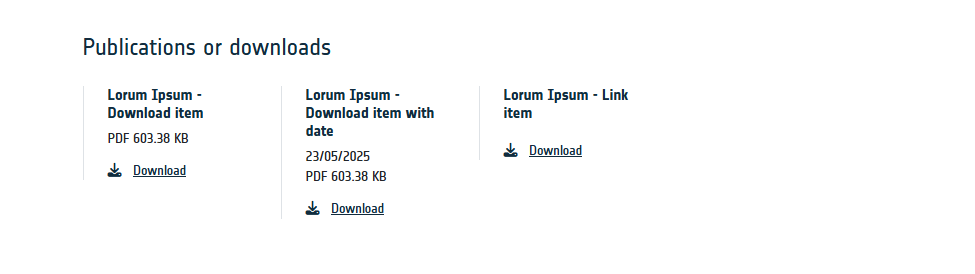 Publications or downloads
Lorum Ipsum -
Download item
PDF 603.38 KB
Download
Lorum Ipsum -
Download item with
date
23/05/2025
PDF 603.38 KB
Download
Lorum Ipsum - Link
item
Download